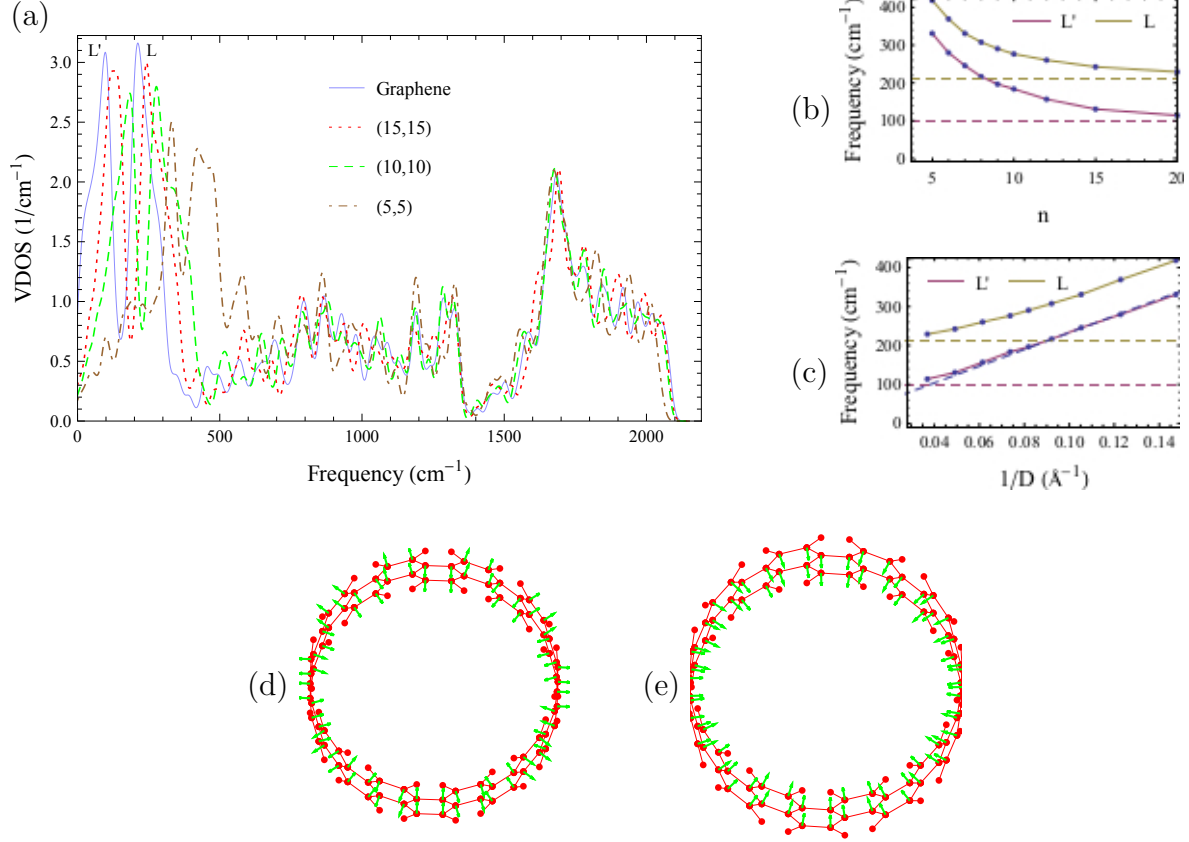 (a)
L'
L
Graphene
(15,15)
(10,10)
(5,5)
VDOS (1/cm⁻¹)
0.0
0.5
1.0
1.5
2.0
2.5
3.0
0
500
1000
1500
2000
Frequency (cm⁻¹)
(b)
L'
L
Frequency (cm⁻¹)
400
300
200
100
0
5
10
15
20
n
(c)
L'
L
Frequency (cm⁻¹)
400
300
200
100
0
0.04
0.06
0.08
0.10
0.12
0.14
1/D (Å⁻¹)
(d)
(e)